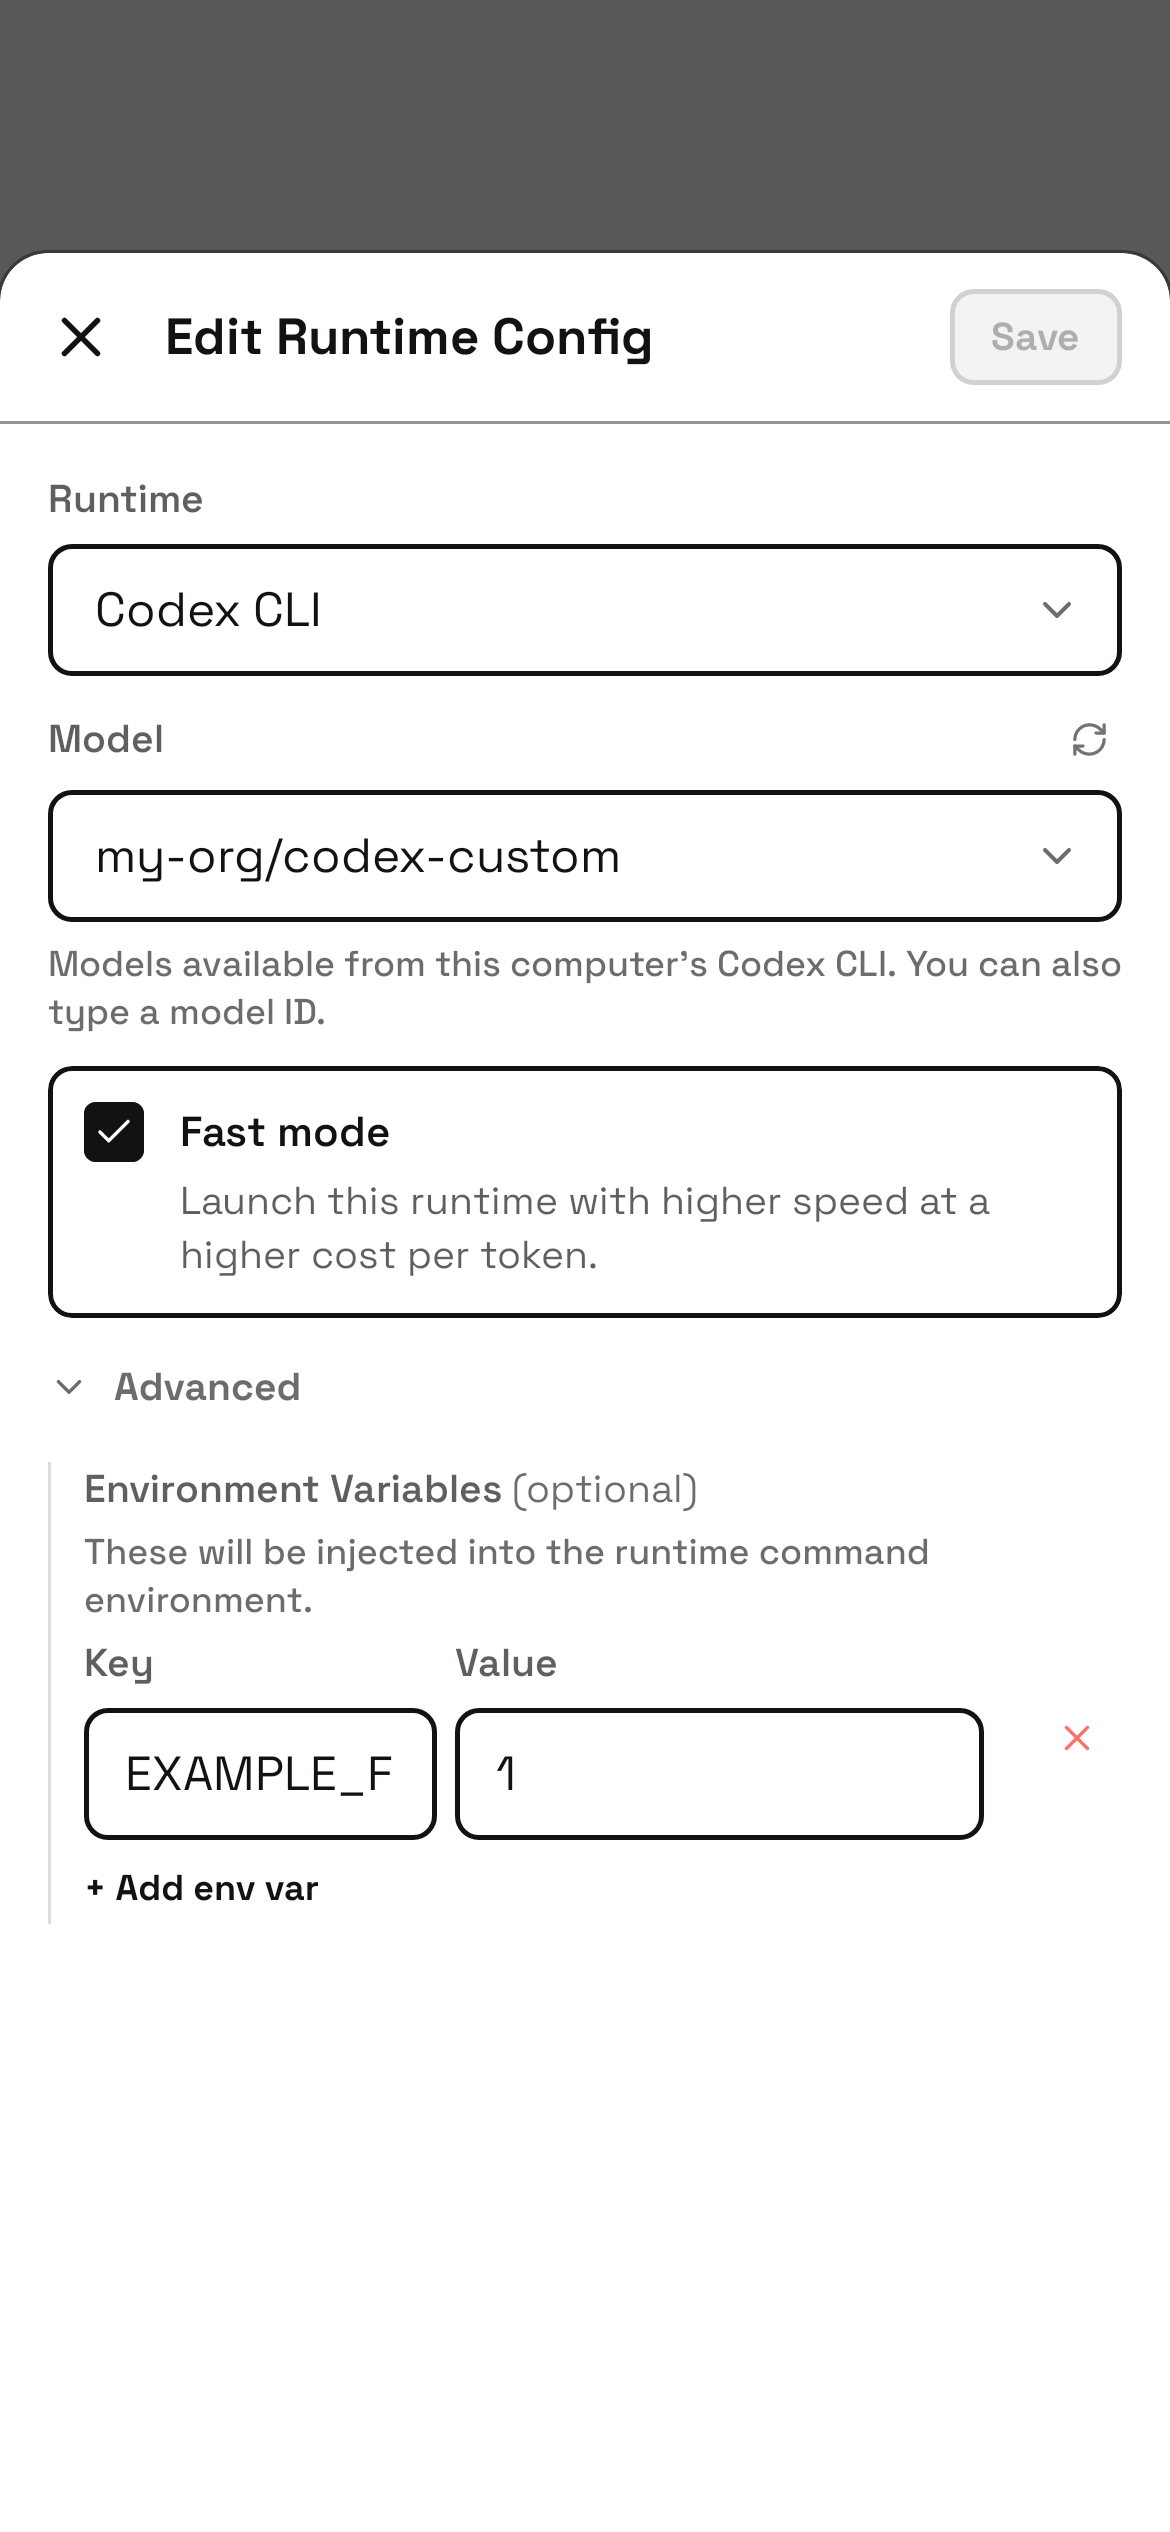 Edit Runtime Config
Save
Runtime
Codex CLI
Model
my-org/codex-custom
Models available from this computer’s Codex CLI. You can also
type a model ID.
Fast mode
Launch this runtime with higher speed at a
higher cost per token.
Advanced
Environment Variables (optional)
These will be injected into the runtime command
environment.
Key Value
EXAMPLE_F 1
+ Add env var